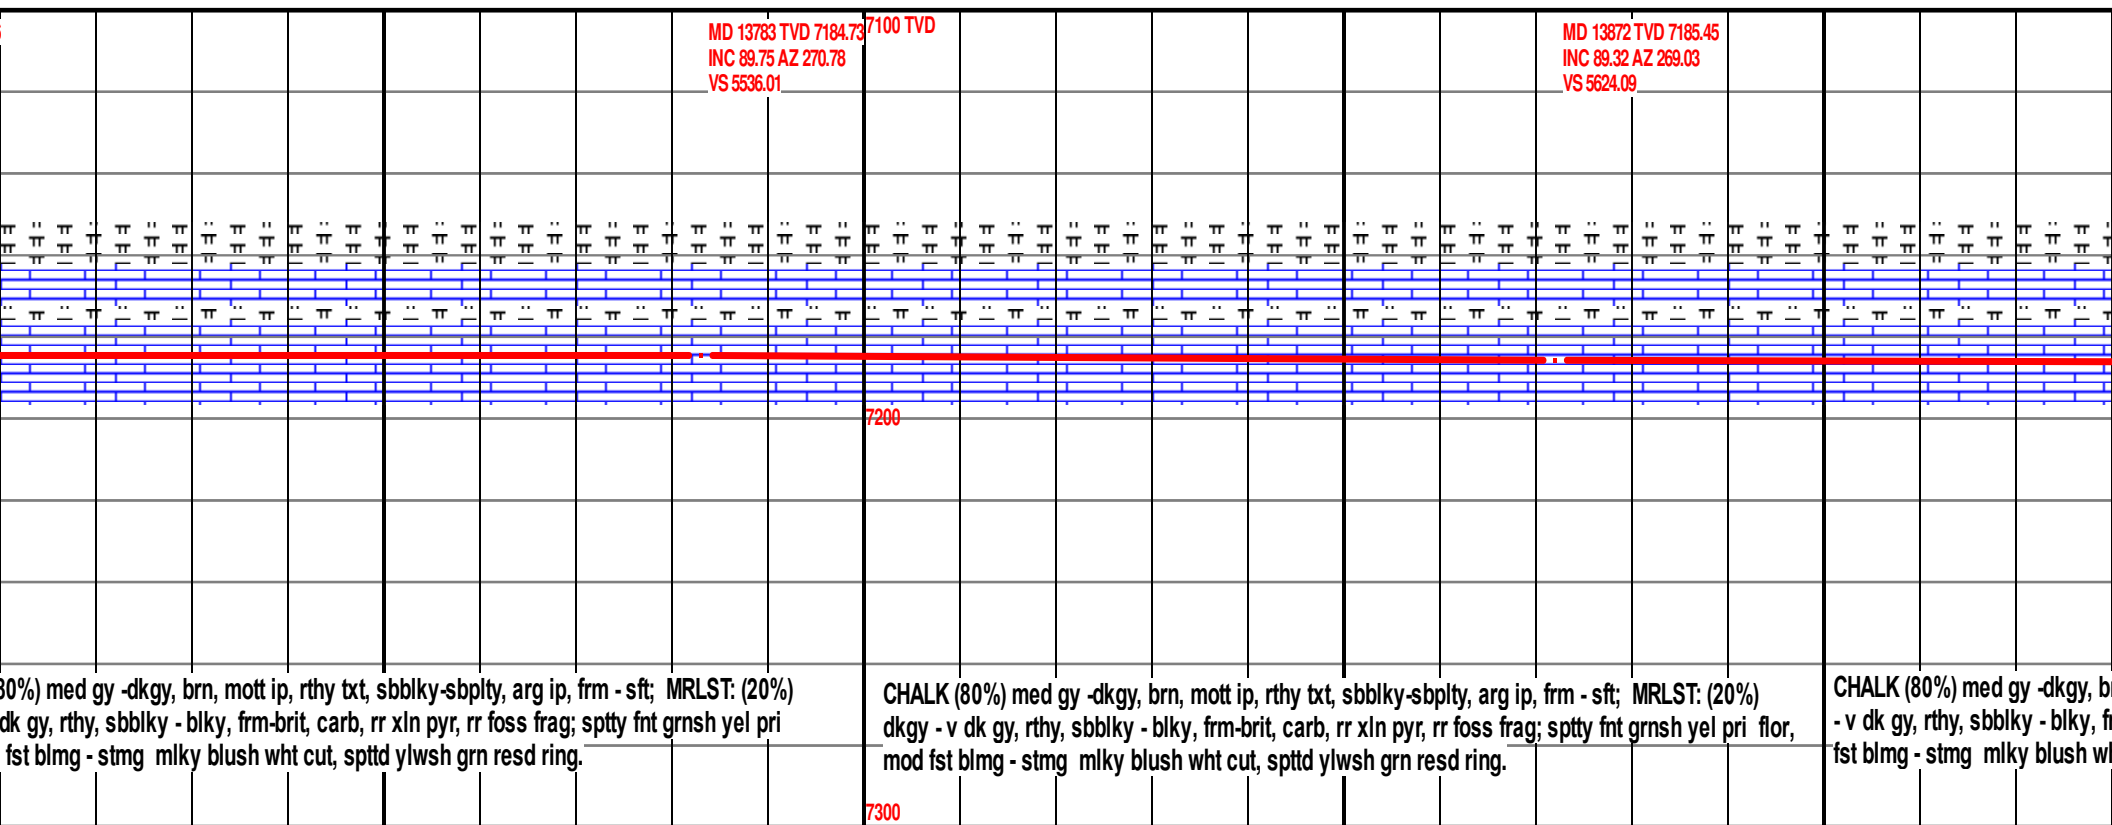 MD 13783 TVD 7184.73
INC 89.75 AZ 270.78
VS 5536.01
7100 TVD
MD 13872 TVD 7185.45
INC 89.32 AZ 269.03
VS 5624.09
7200
80%) med gy -dkgy, brn, mott ip, rthy txt, sbblky-sbplty, arg ip, frm - sft;  MRLST: (20%)
dk gy, rthy, sbblky - blky, frm-brit, carb, rr xln pyr, rr foss frag; sptty fnt grnsh yel pri
fst blmg - stmg  mlky blush wht cut, spttd ylwsh grn resd ring.
CHALK (80%) med gy -dkgy, brn, mott ip, rthy txt, sbblky-sbplty, arg ip, frm - sft;  MRLST: (20%)
dkgy - v dk gy, rthy, sbblky - blky, frm-brit, carb, rr xln pyr, rr foss frag; sptty fnt grnsh yel pri  flor,
mod fst blmg - stmg  mlky blush wht cut, spttd ylwsh grn resd ring.
CHALK (80%) med gy -dkgy,
- v dk gy, rthy, sbblky - blky,
fst blmg - stmg  mlky blush
7300